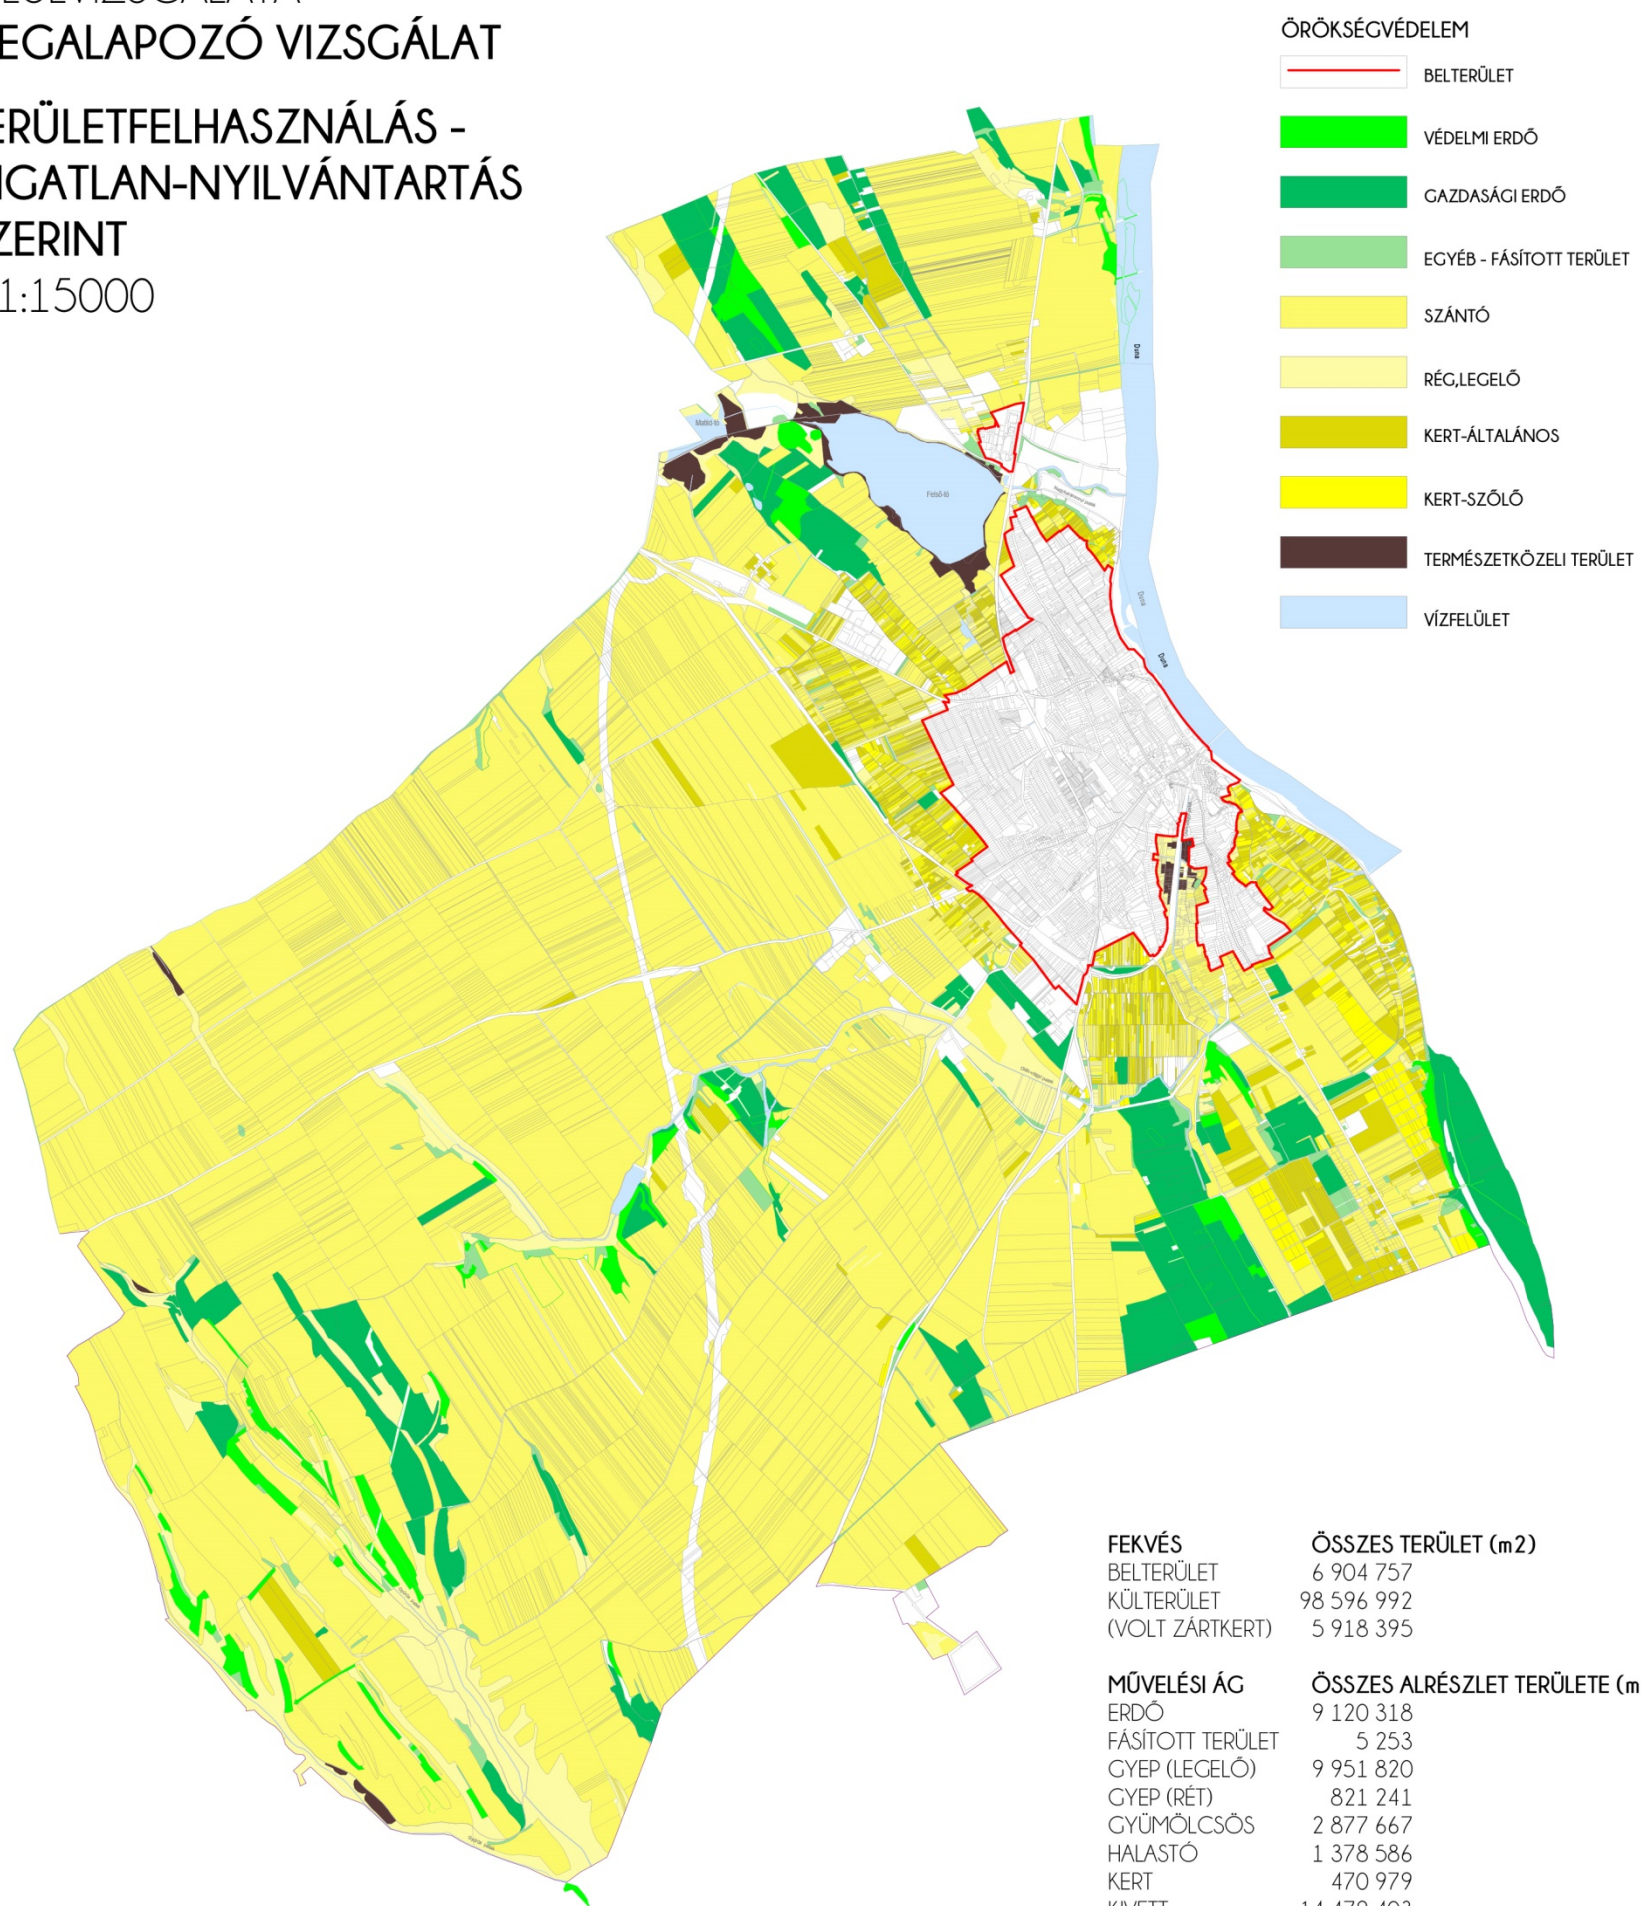 EGALAPOZÓ VIZSGÁLAT
ERÜLETFELHASZNÁLÁS -
NGATLAN-NYILVÁNTARTÁS
ZERINT
1:15000
ÖRÖKSÉGVÉDELEM
BELTERÜLET
VÉDELMI ERDŐ
GAZDASÁGI ERDŐ
EGYÉB - FÁSÍTOTT TERÜLET
SZÁNTÓ
RÉG,LEGELŐ
KERT-ÁLTALÁNOS
KERT-SZŐLŐ
TERMÉSZETKÖZELI TERÜLET
VÍZFELÜLET
Duna
Felső-tó
Duna
Duna
FEKVÉS ÖSSZES TERÜLET (m2)
BELTERÜLET 6 904 757
KÜLTERÜLET 98 596 992
(VOLT ZÁRTKERT) 5 918 395
MŰVELÉSI ÁG ÖSSZES ALRÉSZLET TERÜLETE (m
ERDŐ 9 120 318
FÁSÍTOTT TERÜLET 5 253
GYEP (LEGELŐ) 9 951 820
GYEP (RÉT) 821 241
GYÜMÖLCSÖS 2 877 667
HALASTÓ 1 378 586
KERT 470 979